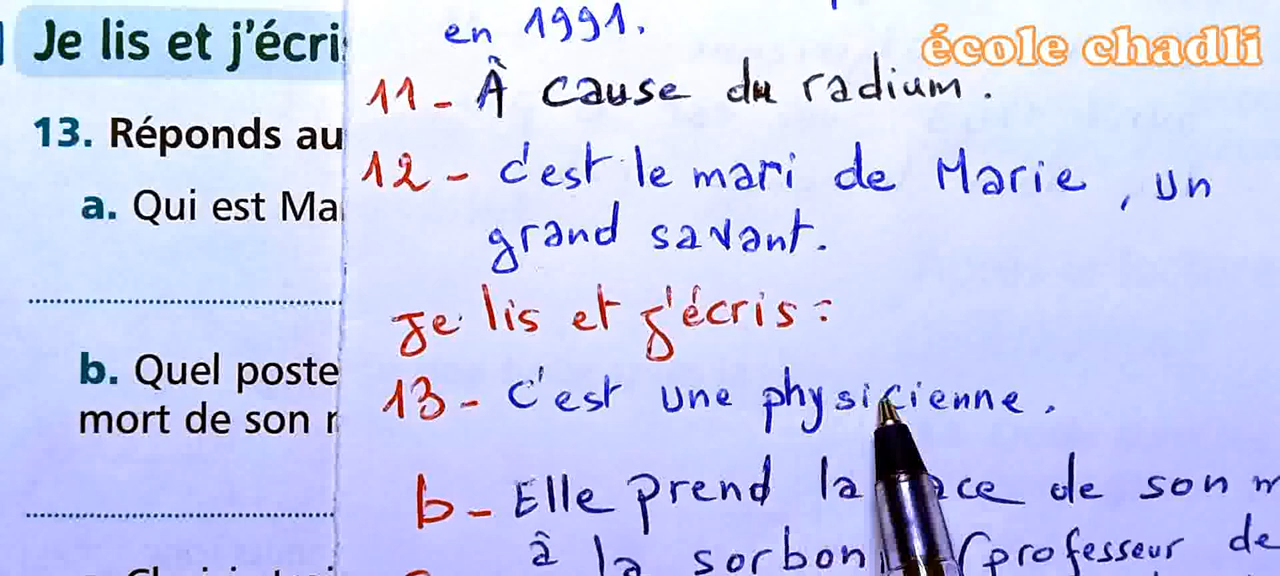 Je lis et j'écri
13. Réponds au
a. Qui est Ma
b. Quel poste
mort de son
en 1991.
école chadli
11 - À cause du radium.
12 - c'est le mari de Marie, un
grand savant.
Je lis et j'écris :
13 - c'est une physicienne.
b - Elle prend la de son
à la (professeur de